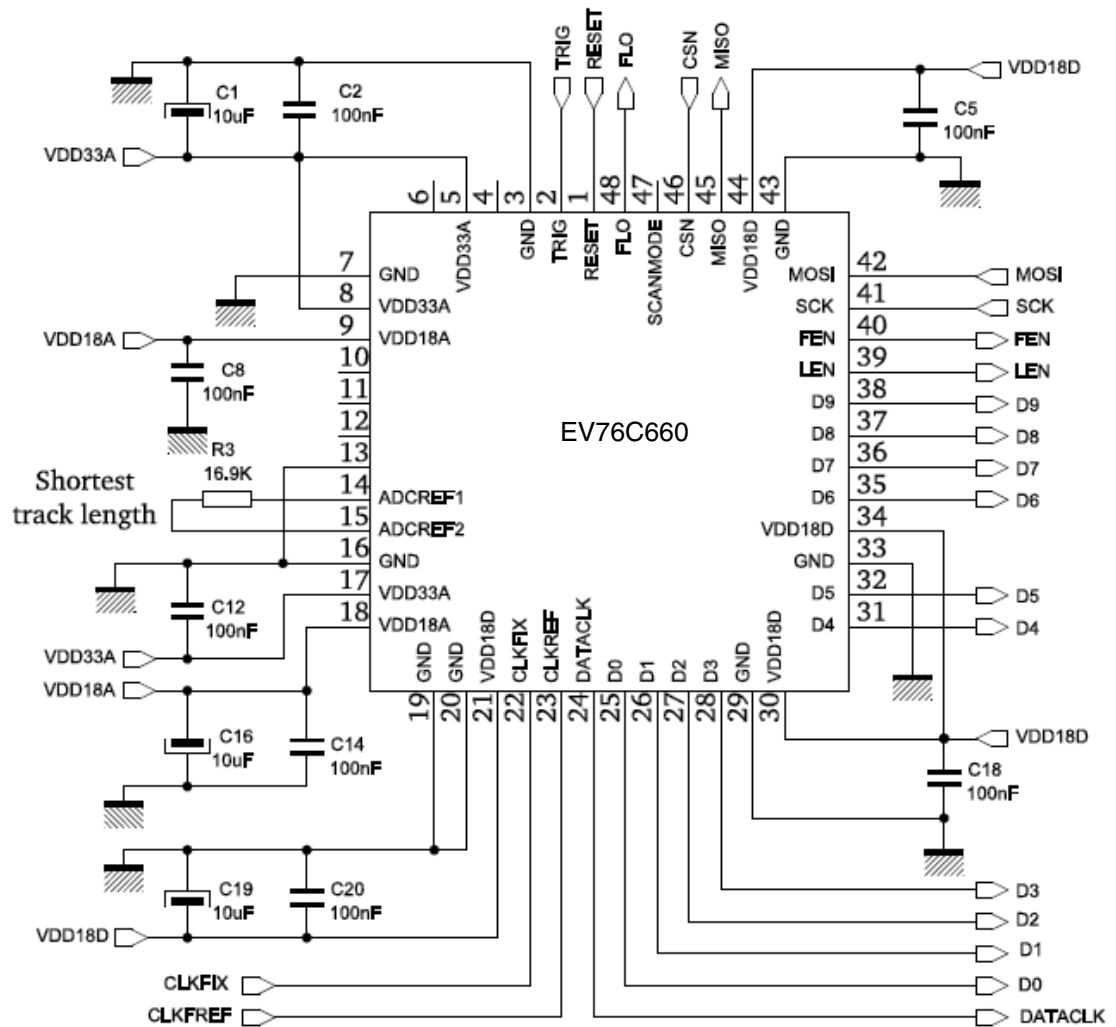 TRIG
RESET
FLO
CSN
MISO
VDD18D
C1
10uF
C2
100nF
C5
100nF
VDD33A
6
5
4
3
2
1
48
47
46
45
44
43
VDD33A
GND
TRIG
RESET
FLO
SCANMODE
CSN
MISO
VDD18D
GND
7
GND
8
VDD33A
VDD18A
9
VDD18A
10
11
12
13
14
ADCREF1
15
ADCREF2
16
GND
17
VDD33A
18
VDD18A
C8
100nF
R3
16.9K
Shortest
track length
C12
100nF
VDD33A
VDD18A
EV76C660
MOSI
42
MOSI
SCK
41
SCK
FEN
40
FEN
LEN
39
LEN
D9
38
D9
D8
37
D8
D7
36
D7
D6
35
D6
VDD18D
34
GND
33
D5
32
D5
D4
31
D4
GND
GND
VDD18D
CLKFIX
CLKREF
DATACLK
D0
D1
D2
D3
GND
VDD18D
19
20
21
22
23
24
25
26
27
28
29
30
C16
10uF
C14
100nF
VDD18D
C18
100nF
C19
10uF
C20
100nF
VDD18D
D3
D2
D1
CLKFIX
D0
CLKFREF
DATACLK